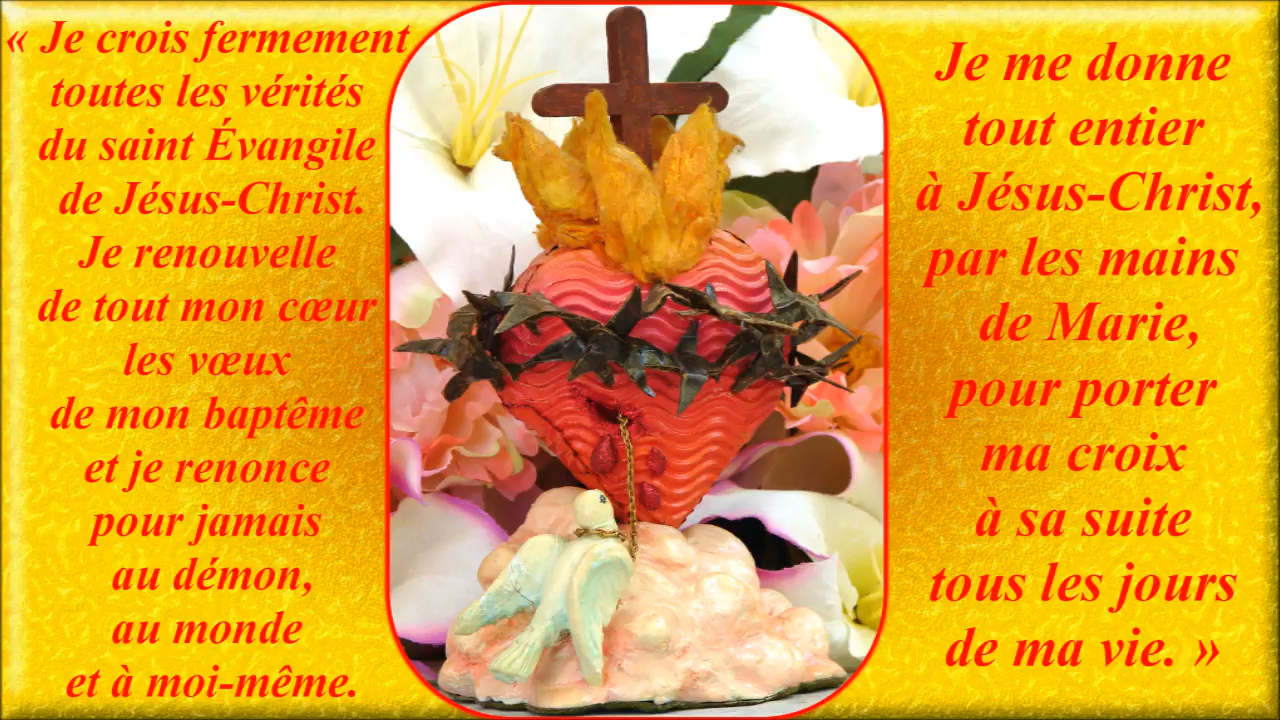 « Je crois fermement
toutes les vérités
du saint Évangile
de Jésus-Christ.
Je renouvelle
de tout mon cœur
les vœux
de mon baptême
et je renonce
pour jamais
au démon,
au monde
et à moi-même.
Je me donne
tout entier
à Jésus-Christ,
par les mains
de Marie,
pour porter
ma croix
à sa suite
tous les jours
de ma vie. »